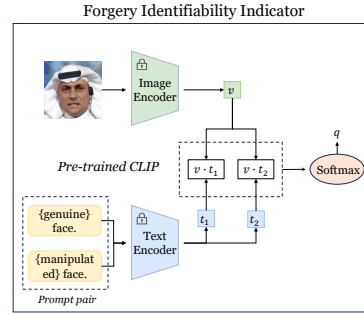 Forgery Identifiability Indicator
Image
Encoder
v
q
Pre-trained CLIP
v · t₁
v · t₂
Softmax
{genuine}
face.
t₁
t₂
{manipulat
ed} face.
Text
Encoder
Prompt pair